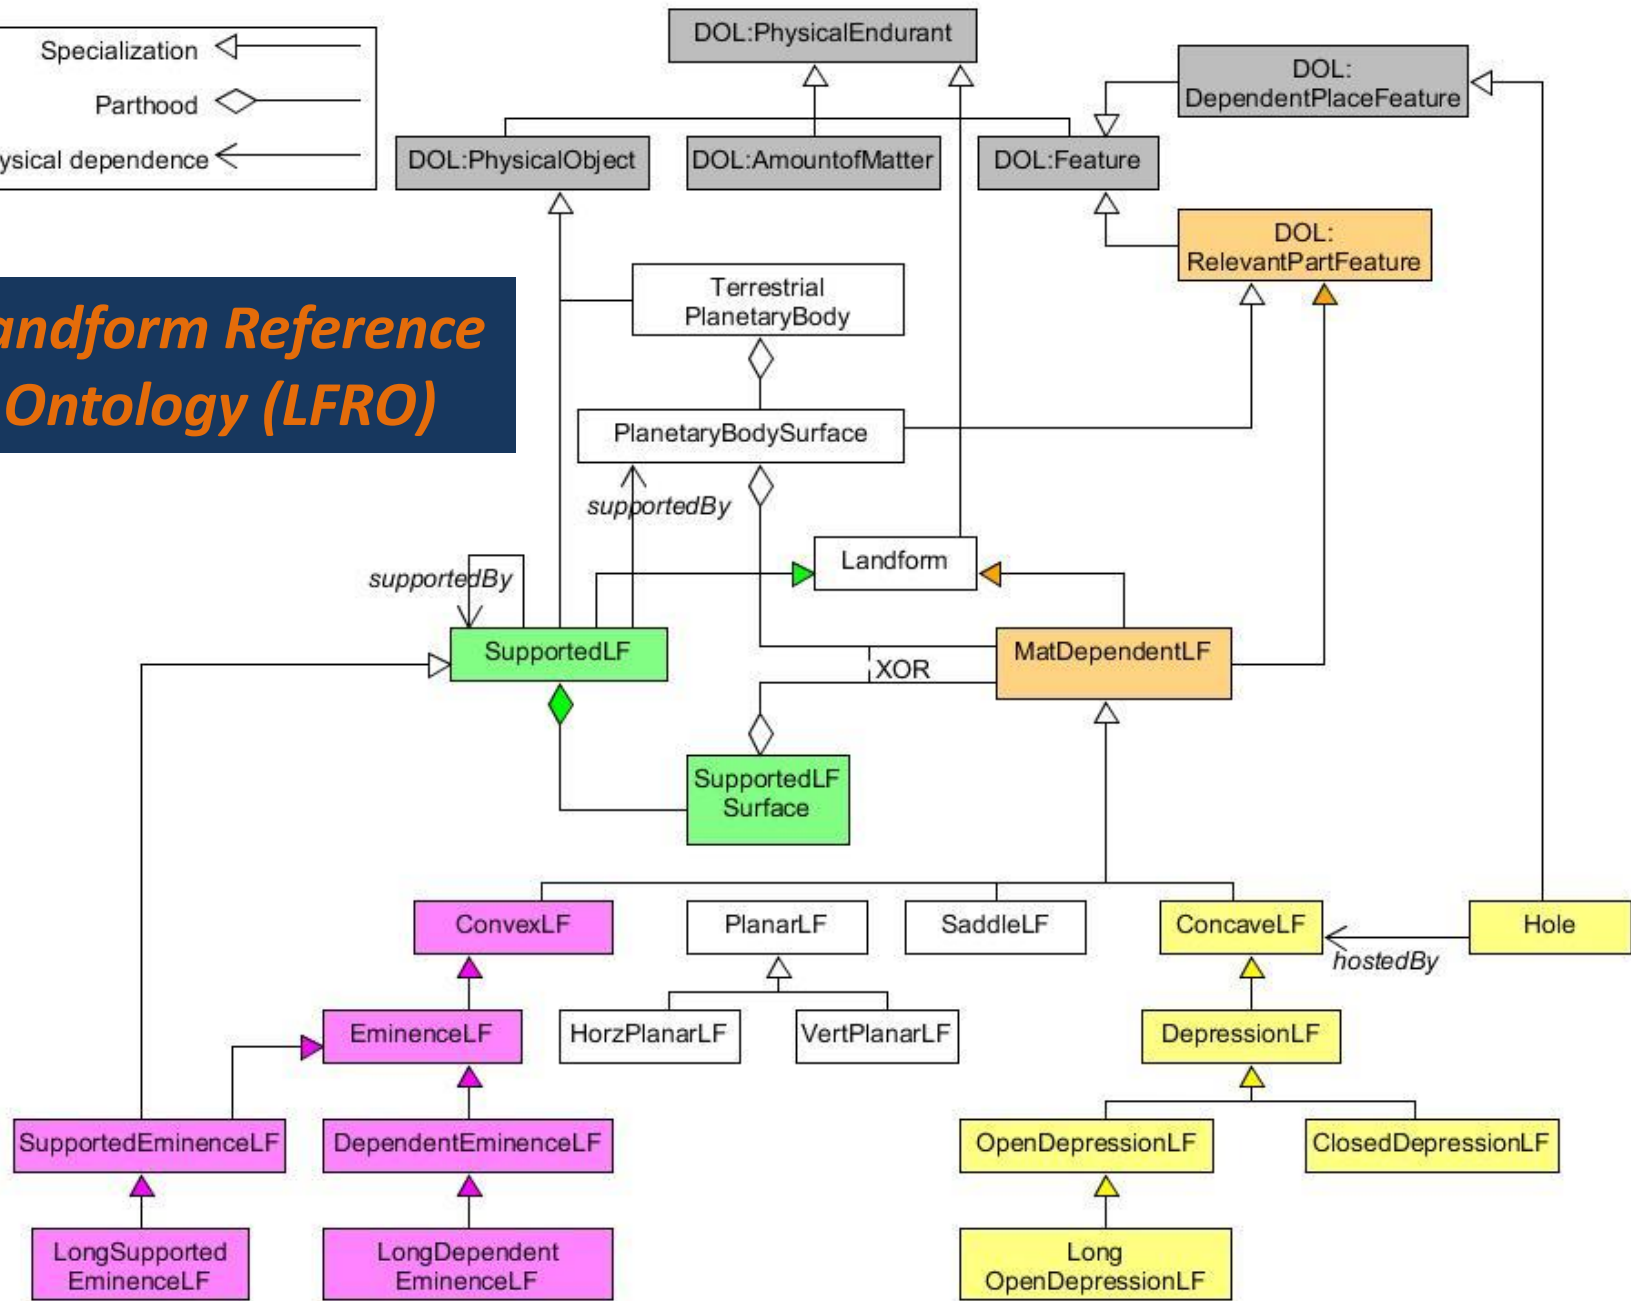 Specialization
Parthood
ysical dependence
DOL:PhysicalEndurant
DOL:
DependentPlaceFeature
DOL:PhysicalObject
DOL:AmountofMatter
DOL:Feature
DOL:
RelevantPartFeature
andform Reference
Ontology (LFRO)
Terrestrial
PlanetaryBody
PlanetaryBodySurface
supportedBy
Landform
supportedBy
SupportedLF
MatDependentLF
XOR
SupportedLF
Surface
ConvexLF
PlanarLF
SaddleLF
ConcaveLF
Hole
hostedBy
EminenceLF
HorzPlanarLF
VertPlanarLF
DepressionLF
SupportedEminenceLF
DependentEminenceLF
OpenDepressionLF
ClosedDepressionLF
LongSupported
EminenceLF
LongDependent
EminenceLF
Long
OpenDepressionLF